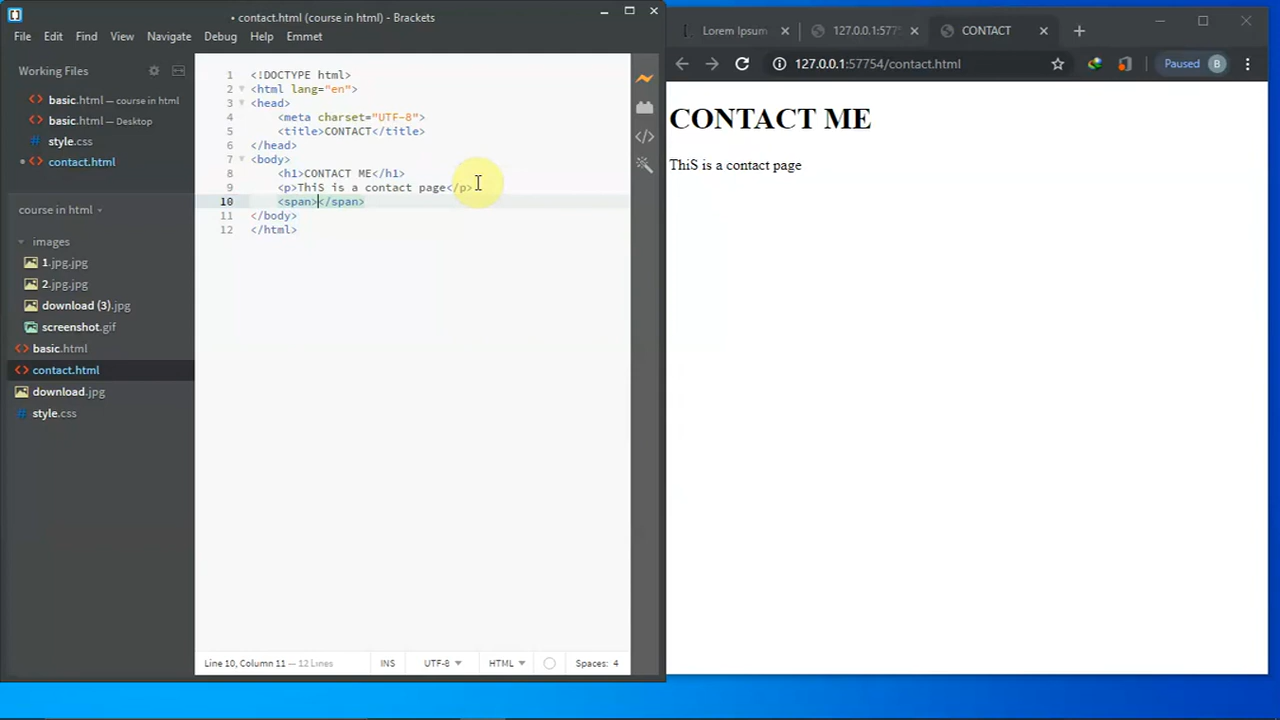 • contact.html (course in html) - Brackets
File Edit Find View Navigate Debug Help Emmet
Working Files
basic.html — course in html
basic.html — Desktop
style.css
contact.html
course in html
images
1.jpg.jpg
2.jpg.jpg
download (3).jpg
screenshot.gif
basic.html
contact.html
download.jpg
style.css
1 <!DOCTYPE html>
2 <html lang="en">
3 <head>
4 <meta charset="UTF-8">
5 <title>CONTACT</title>
6 </head>
7 <body>
8 <h1>CONTACT ME</h1>
9 <p>ThiS is a contact page</p>
10 <span></span>
11 </body>
12 </html>
Line 10, Column 11 — 12 Lines INS UTF-8 HTML Spaces: 4
Lorem Ipsum 127.0.0.1:577 CONTACT
127.0.0.1:57754/contact.html Paused B
CONTACT ME
ThiS is a contact page